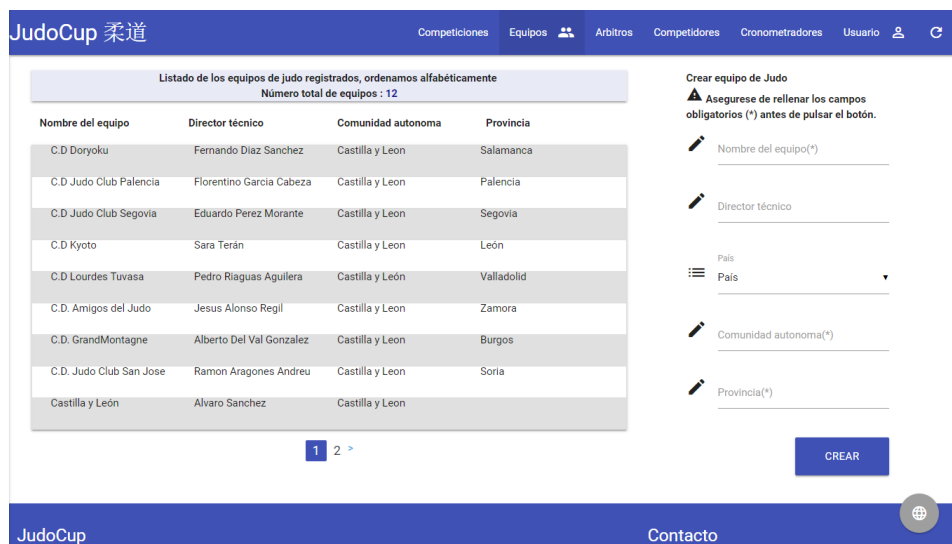 JudoCup 柔道
Competiciones Equipos Arbitros Competidores Cronometradores Usuario
Listado de los equipos de judo registrados, ordenamos alfabéticamente
Número total de equipos : 12
Nombre del equipo Director técnico Comunidad autonoma Provincia
C.D Doryoku Fernando Diaz Sanchez Castilla y Leon Salamanca
C.D Judo Club Palencia Florentino Garcia Cabeza Castilla y Leon Palencia
C.D Judo Club Segovia Eduardo Perez Morante Castilla y Leon Segovia
C.D Kyoto Sara Terán Castilla y Leon León
C.D Lourdes Tuvasa Pedro Riaguas Aguilera Castilla y León Valladolid
C.D. Amigos del Judo Jesus Alonso Regil Castilla y Leon Zamora
C.D. GrandMontagne Alberto Del Val Gonzalez Castilla y Leon Burgos
C.D. Judo Club San Jose Ramon Aragones Andreu Castilla y Leon Soria
Castilla y León Alvaro Sanchez Castilla y Leon
1 2 >
Crear equipo de Judo
Asegurese de rellenar los campos
obligatorios (*) antes de pulsar el botón.
Nombre del equipo(*)
Director técnico
País
País
Comunidad autonoma(*)
Provincia(*)
CREAR
JudoCup Contacto